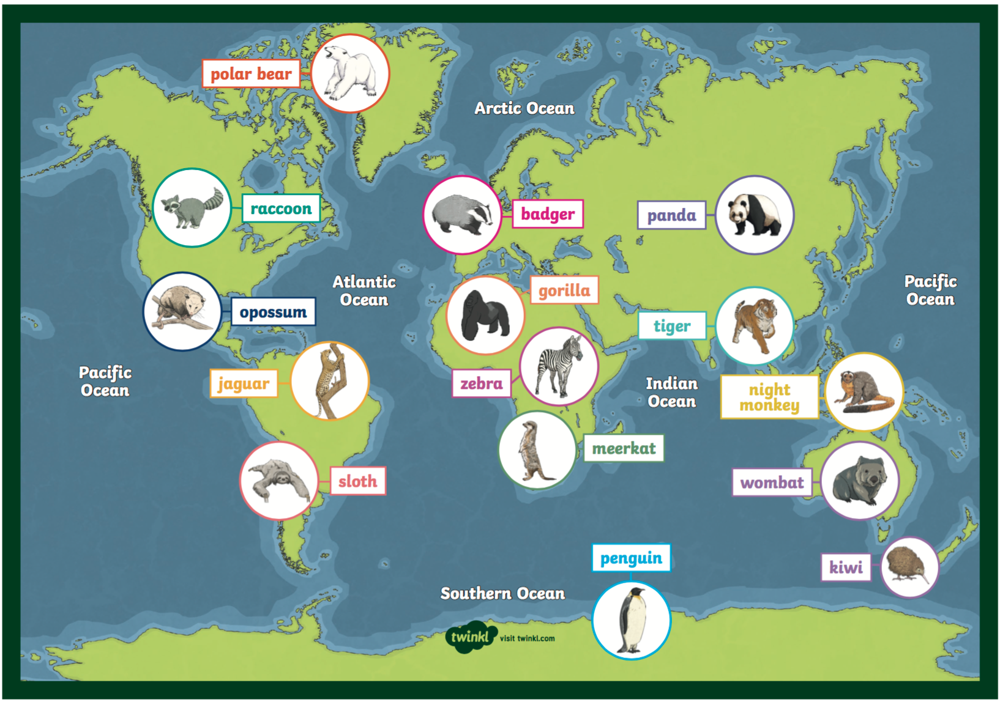 polar bear
Arctic Ocean
raccoon
badger
panda
Atlantic
Ocean
gorilla
Pacific
Ocean
opossum
tiger
Pacific
Ocean
jaguar
zebra
Indian
Ocean
night
monkey
meerkat
sloth
wombat
penguin
kiwi
Southern Ocean
twinkl
visit twinkl.com